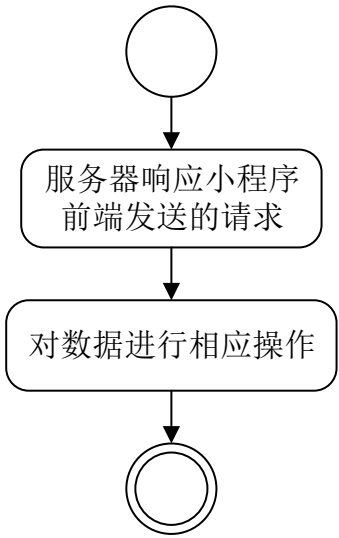 服务器响应小程序
前端发送的请求
对数据进行相应操作